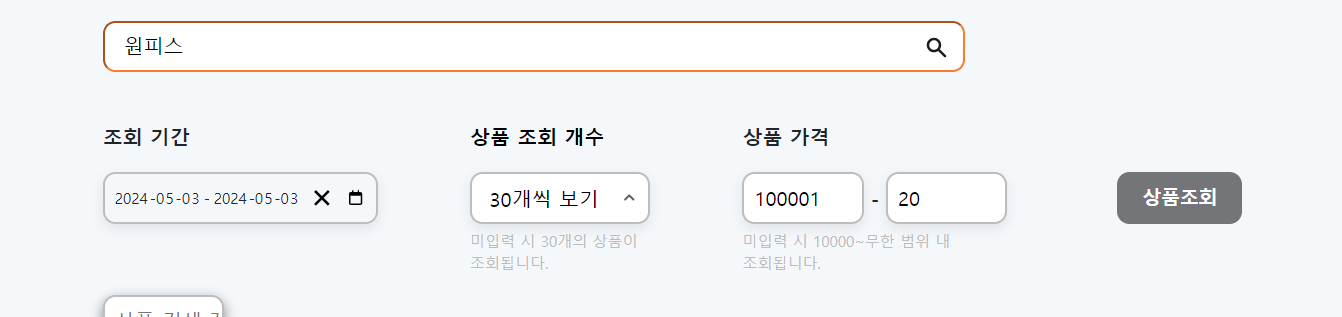 원피스
조회 기간
상품 조회 개수
상품 가격
2024-05-03 - 2024-05-03
30개씩 보기
100001 - 20
상품조회
미입력 시 30개의 상품이
조회됩니다.
미입력 시 10000~무한 범위 내
조회됩니다.